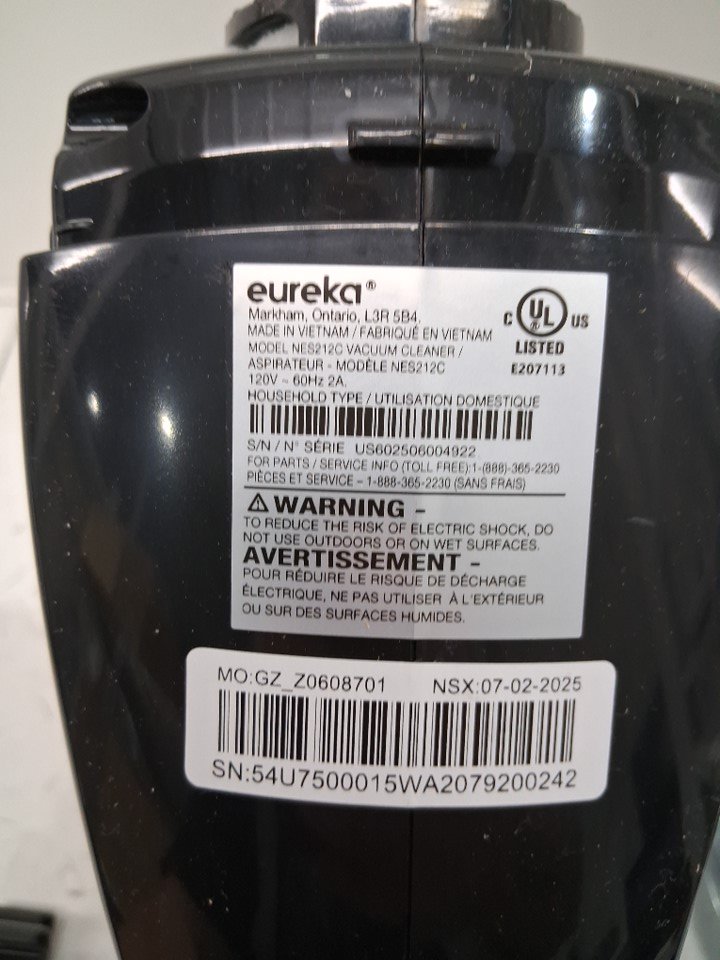 eureka®
Markham, Ontario, L3R 5B4,
MADE IN VIETNAM / FABRIQUÉ EN VIETNAM
MODEL NES212C VACUUM CLEANER /
ASPIRATEUR - MODÈLE NES212C
120V ~ 60Hz 2A.
HOUSEHOLD TYPE / UTILISATION DOMESTIQUE
C UL ® US
LISTED
E207113
S/N / N° SÉRIE US602506004922
FOR PARTS / SERVICE INFO (TOLL FREE):1-(888)-365-2230
PIÈCES ET SERVICE – 1-888-365-2230 (SANS FRAIS)
WARNING -
TO REDUCE THE RISK OF ELECTRIC SHOCK, DO
NOT USE OUTDOORS OR ON WET SURFACES.
AVERTISSEMENT -
POUR RÉDUIRE LE RISQUE DE DÉCHARGE
ÉLECTRIQUE, NE PAS UTILISER À L'EXTÉRIEUR
OU SUR DES SURFACES HUMIDES.
MO:GZ_Z0608701 NSX:07-02-2025
SN:54U7500015WA2079200242